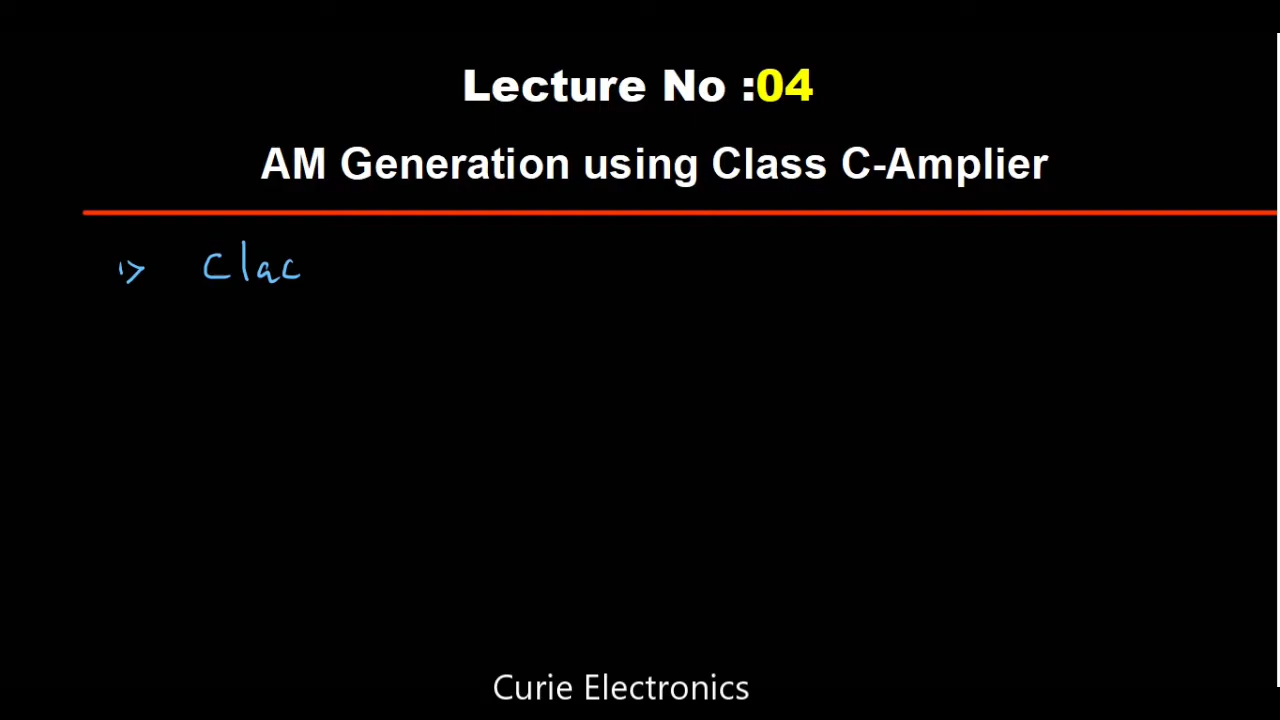 Lecture No :04
AM Generation using Class C-Amplier
1> Clac
Curie Electronics